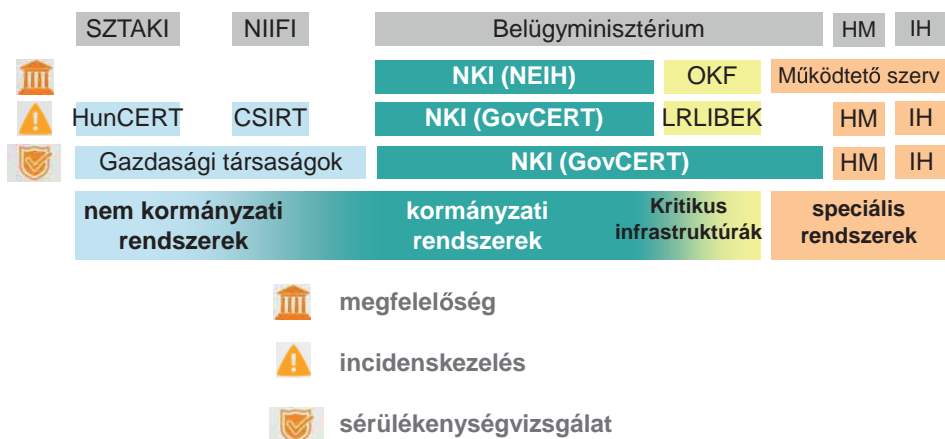 SZTAKI NIIFI Belügyminisztérium HM IH
NKI (NEIH) OKF Működtető szerv
HunCERT CSIRT NKI (GovCERT) LRLIBEK HM IH
Gazdasági társaságok NKI (GovCERT) HM IH
nem kormányzati rendszerek
kormányzati rendszerek
Kritikus infrastruktúrák
speciális rendszerek
megfelelőség
incidenskezelés
sérülékenységvizsgálat